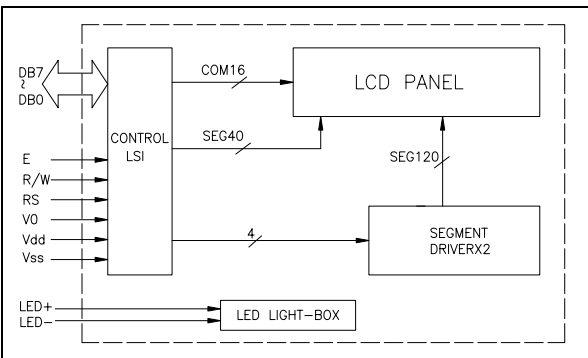 DB7
~
DB0
E
R/W
RS
V0
Vdd
Vss
LED+
LED-
CONTROL
LSI
COM16
SEG40
4
LCD PANEL
SEG120
SEGMENT
DRIVERX2
LED LIGHT-BOX